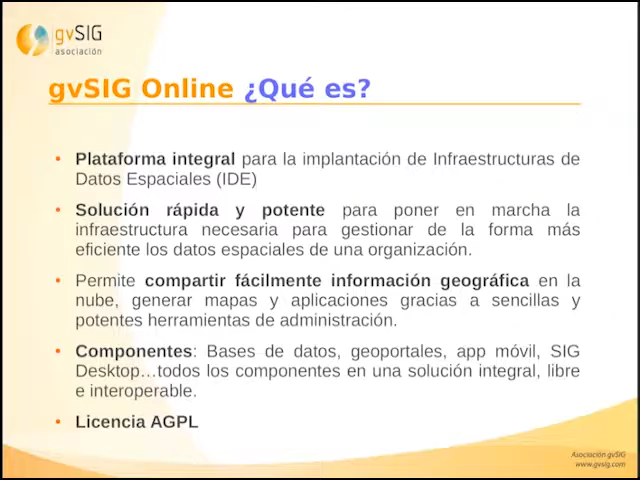 gvSIG
asociación
gvSIG Online ¿Qué es?
• Plataforma integral para la implantación de Infraestructuras de
Datos Espaciales (IDE)
• Solución rápida y potente para poner en marcha la
infraestructura necesaria para gestionar de la forma más
eficiente los datos espaciales de una organización.
• Permite compartir fácilmente información geográfica en la
nube, generar mapas y aplicaciones gracias a sencillas y
potentes herramientas de administración.
• Componentes: Bases de datos, geoportales, app móvil, SIG
Desktop…todos los componentes en una solución integral, libre
e interoperable.
• Licencia AGPL
Asociación gvSIG
www.gvsig.com